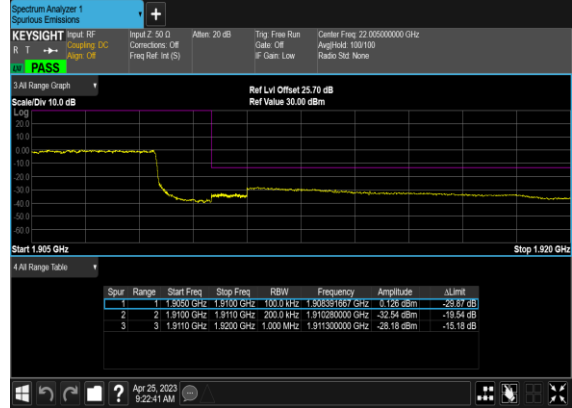 Spectrum Analyzer 1
Spurious Emissions
+
KEYSIGHT Input: RF Input Z: 50 Ω Atten: 20 dB Trig: Free Run Center Freq: 22.005000000 GHz
R T Coupling: DC Corrections: Off Gate: Off Avg|Hold: 100/100
Align: Off Freq Ref: Int (S) IF Gain: Low Radio Std: None
LW PASS
3 All Range Graph
Ref Lvl Offset 25.70 dB
Scale/Div 10.0 dB Ref Value 30.00 dBm
Log
20.0
10.0
0.00
-10.0
-20.0
-30.0
-40.0
-50.0
-60.0
Start 1.905 GHz Stop 1.920 GHz
4 All Range Table
Spur Range Start Freq Stop Freq RBW Frequency Amplitude ΔLimit
1 1 1.9050 GHz 1.9100 GHz 100.0 kHz 1.908391667 GHz 0.126 dBm -29.87 dB
2 2 1.9100 GHz 1.9110 GHz 200.0 kHz 1.910280000 GHz -32.54 dBm -19.54 dB
3 3 1.9110 GHz 1.9200 GHz 1.000 MHz 1.911300000 GHz -28.18 dBm -15.18 dB
? Apr 25, 2023
9:22:41 AM